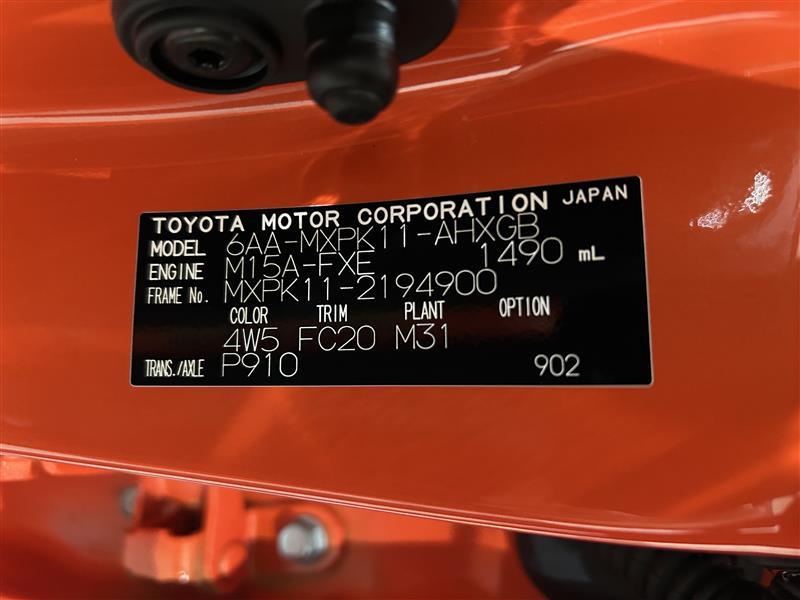 TOYOTA MOTOR CORPORATION JAPAN
MODEL 6AA-MXPK11-AHXGB
ENGINE M15A-FXE 1490 mL
FRAME No. MXPK11-2194900
COLOR TRIM PLANT OPTION
4W5 FC20 M31
TRANS./AXLE P910 902